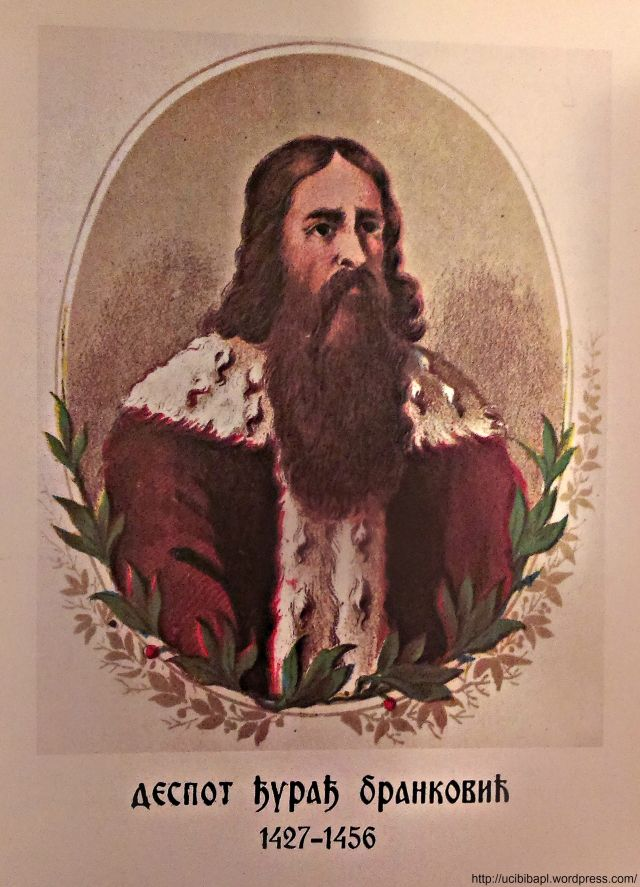 деспот ђурађ бранковић
1427-1456
http://ucibibapl.wordpress.com/